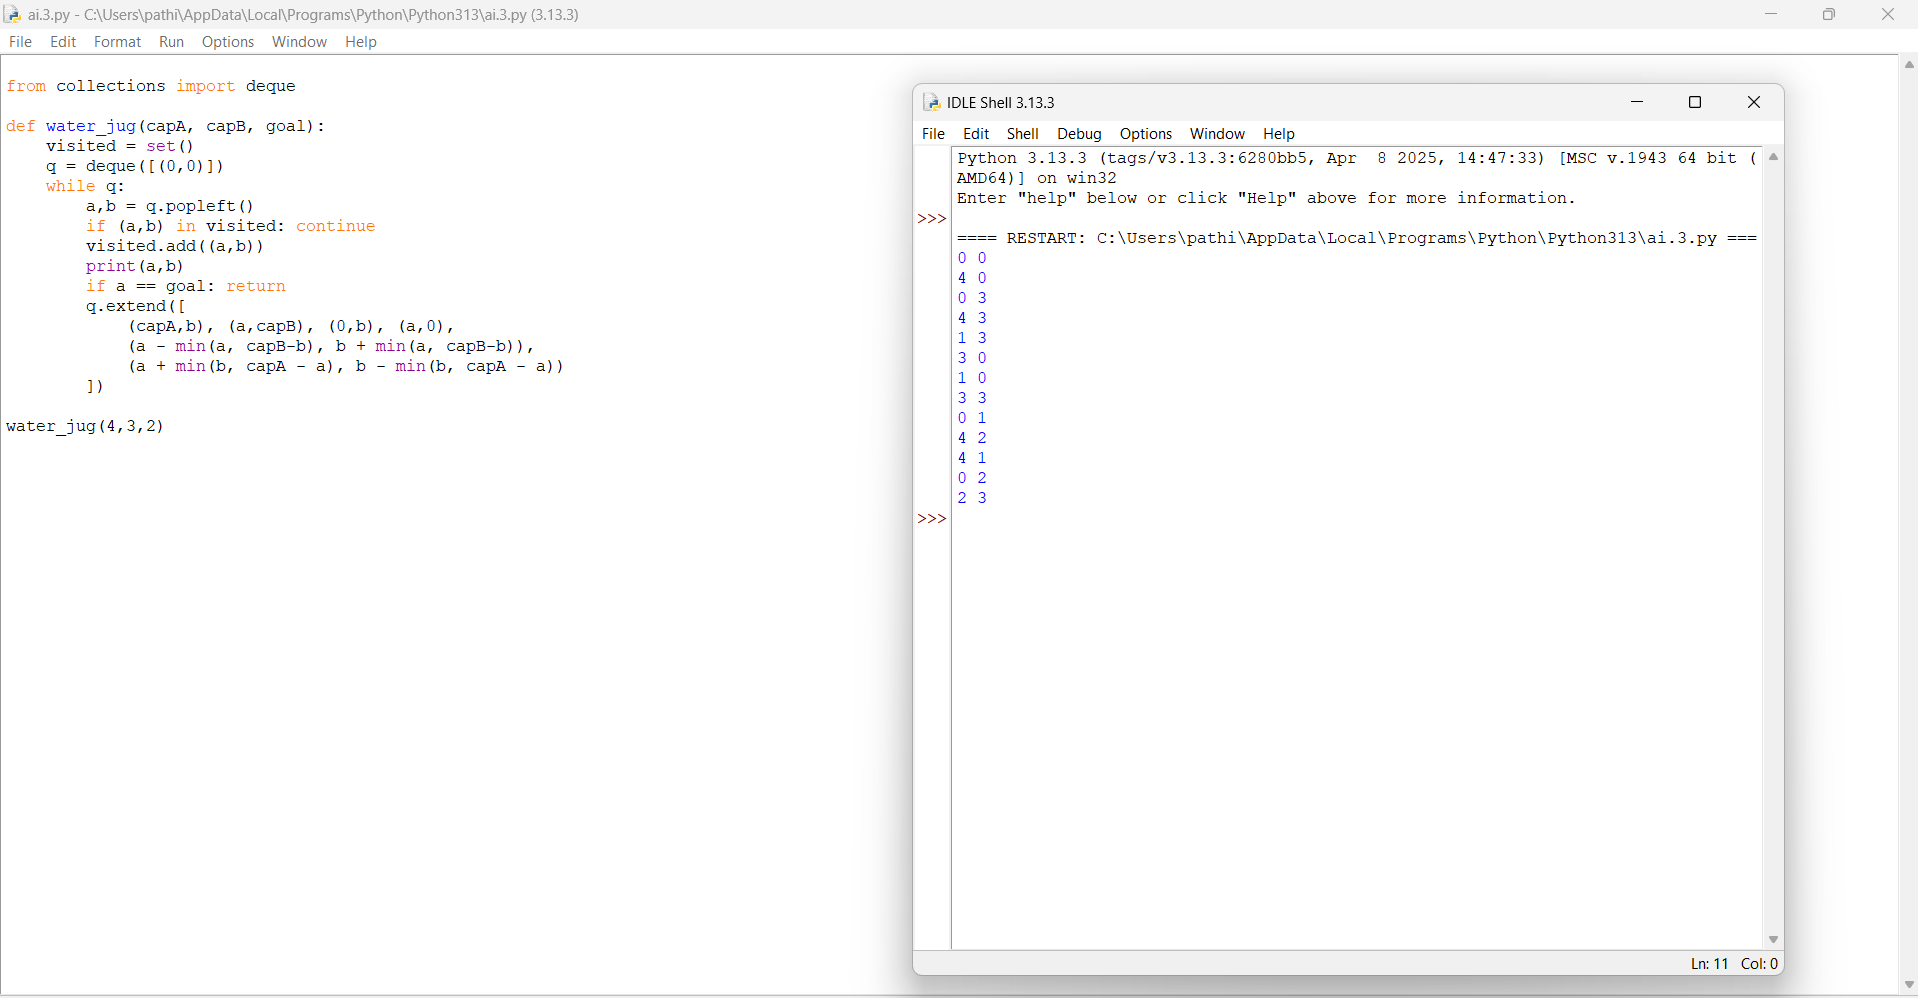 ai.3.py - C:\Users\pathi\AppData\Local\Programs\Python\Python313\ai.3.py (3.13.3)
File Edit Format Run Options Window Help
from collections import deque
def water_jug(capA, capB, goal):
    visited = set()
    q = deque([(0,0)])
    while q:
        a,b = q.popleft()
        if (a,b) in visited: continue
        visited.add((a,b))
        print(a,b)
        if a == goal: return
        q.extend([
            (capA,b), (a,capB), (0,b), (a,0),
            (a - min(a, capB-b), b + min(a, capB-b)),
            (a + min(b, capA - a), b - min(b, capA - a))
        ])
water_jug(4,3,2)
IDLE Shell 3.13.3
File Edit Shell Debug Options Window Help
Python 3.13.3 (tags/v3.13.3:6280bb5, Apr  8 2025, 14:47:33) [MSC v.1943 64 bit (
AMD64)] on win32
Enter "help" below or click "Help" above for more information.
>>>
==== RESTART: C:\Users\pathi\AppData\Local\Programs\Python\Python313\ai.3.py ===
0 0
4 0
0 3
4 3
1 3
3 0
1 0
3 3
0 1
4 2
4 1
0 2
2 3
>>>
Ln: 11 Col: 0